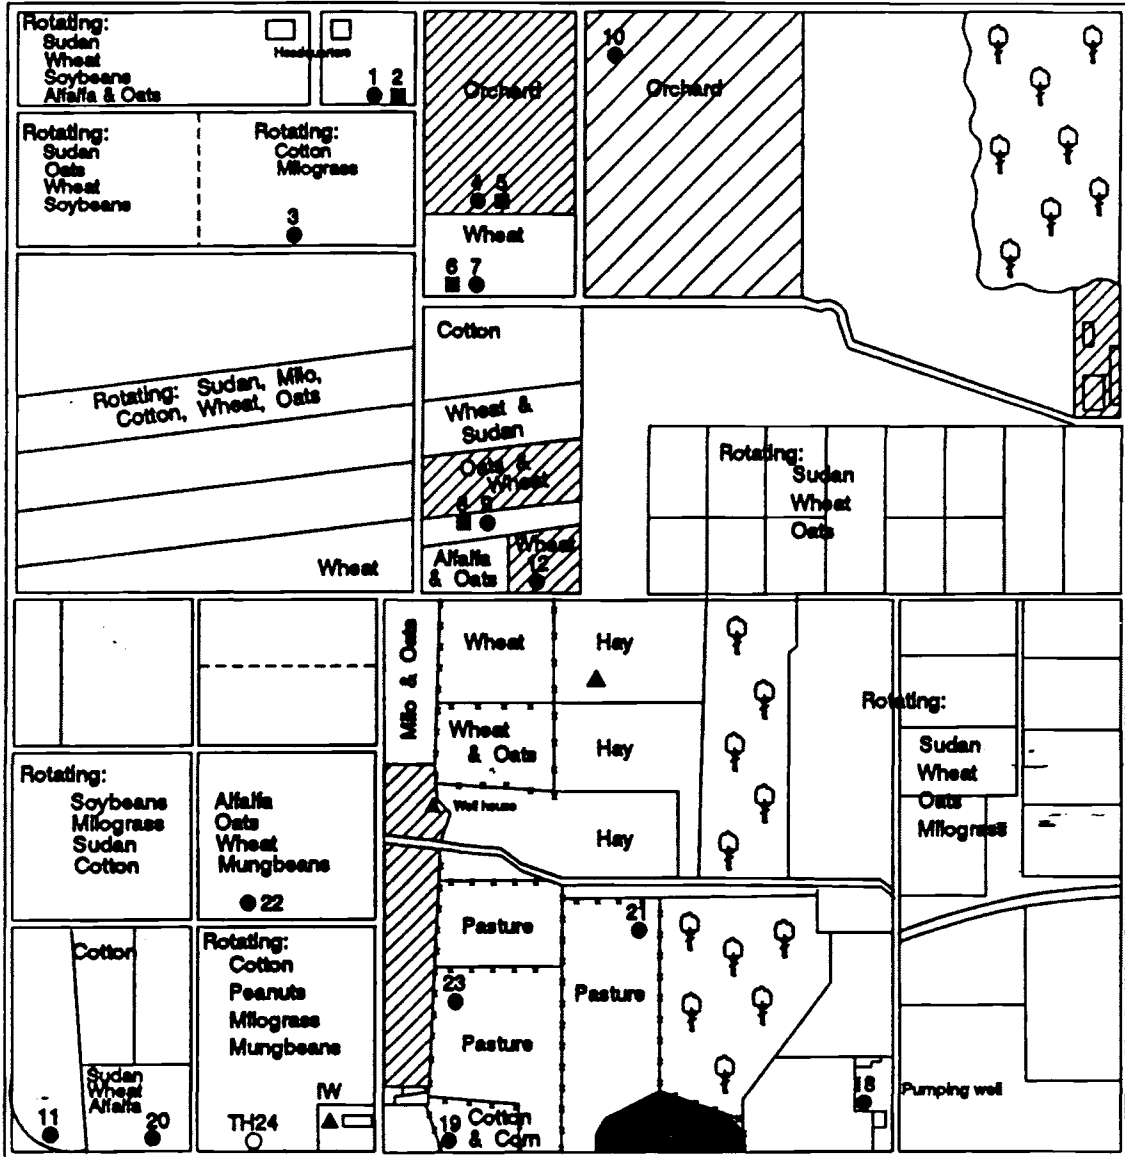 Rotating:
Sudan
Wheat
Soybeans
Alfalfa & Oats
Headquarters
1 2
Orchard
4 5
10
Orchard
Rotating:
Sudan
Oats
Wheat
Soybeans
Rotating:
Cotton
Milograss
3
Wheat
6 7
Rotating: Sudan, Milo,
Cotton, Wheat, Oats
Wheat
Cotton
Wheat &
Sudan
Oats &
Wheat
8 9
Alfalfa
& Oats
Wheat
12
Rotating:
Sudan
Wheat
Oats
Milo & Oats
Wheat
Hay
Wheat
& Oats
Hay
Well house
Hay
Rotating:
Sudan
Wheat
Oats
Milograss
Rotating:
Soybeans
Milograss
Sudan
Cotton
Alfalfa
Oats
Wheat
Mungbeans
22
Pasture
21
Pasture
23
Pasture
Cotton
Sudan
Wheat
Alfalfa
11
20
Rotating:
Cotton
Peanuts
Milograss
Mungbeans
IW
TH24
19
Cotton
& Corn
18
Pumping well